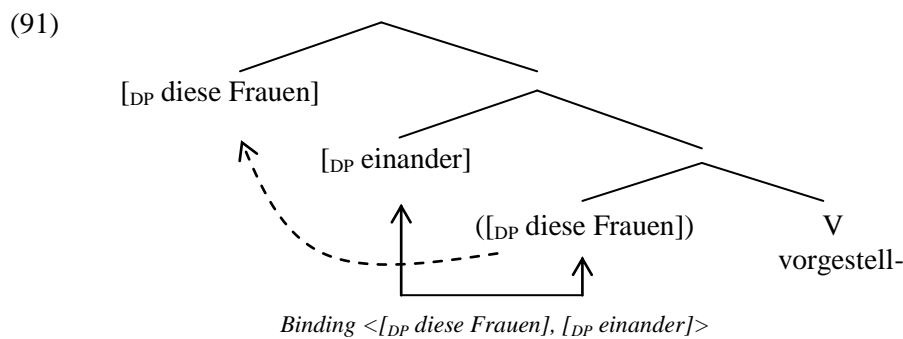 (91)
[DP diese Frauen]
[DP einander]
([DP diese Frauen])
V
vorgestell-
Binding <[DP diese Frauen], [DP einander]>